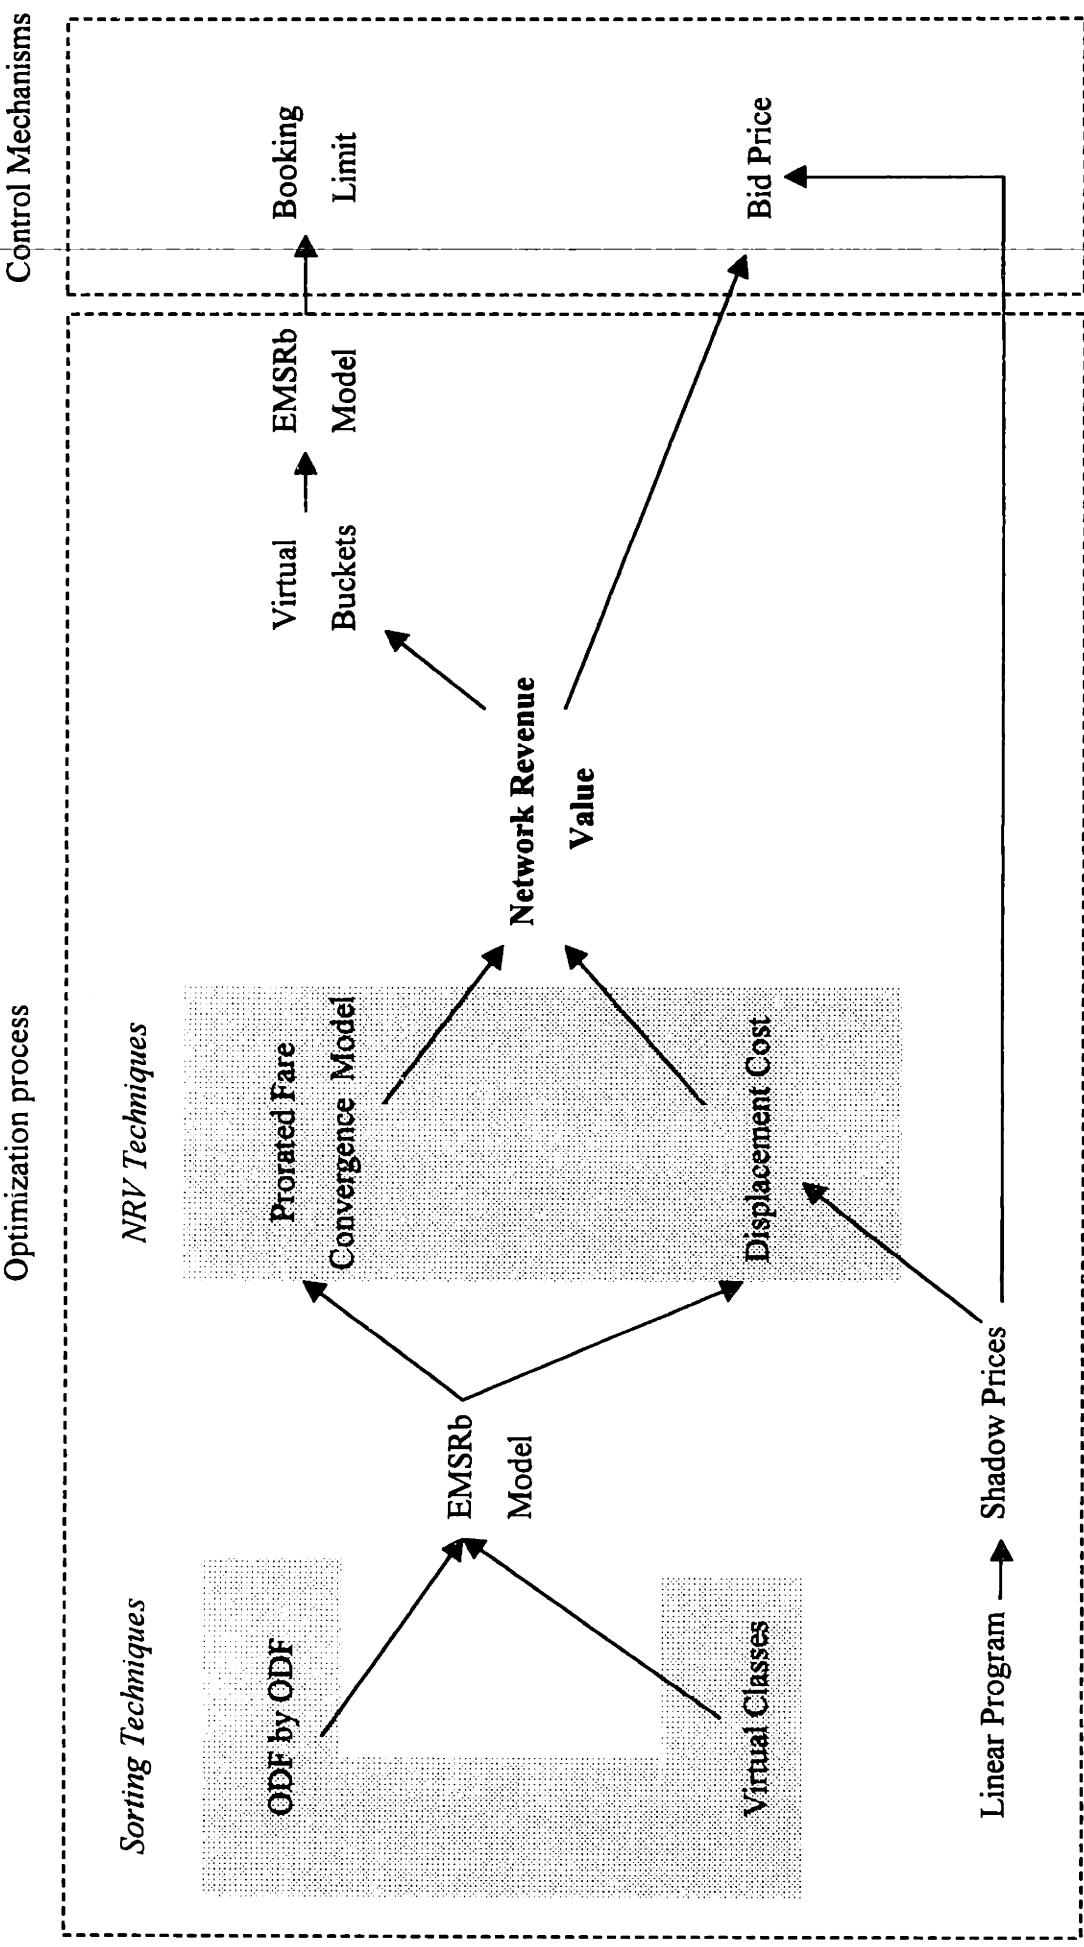 Optimization process
Control Mechanisms
Sorting Techniques
NRV Techniques
ODF by ODF
Virtual Classes
EMSRb
Model
Prorated Fare
Convergence Model
Displacement Cost
Network Revenue
Value
Virtual
Buckets
EMSRb
Model
Booking
Limit
Bid Price
Linear Program
Shadow Prices